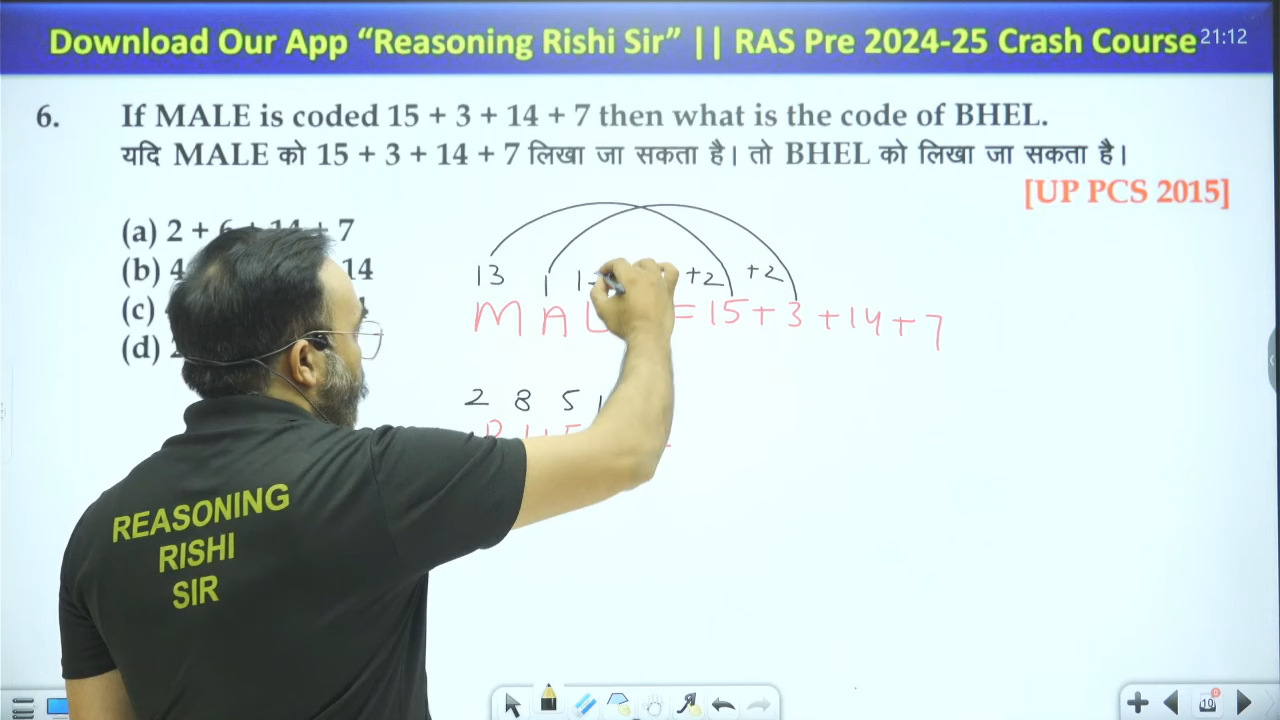 Download Our App “Reasoning Rishi Sir” || RAS Pre 2024-25 Crash Course 21:12
6. If MALE is coded 15 + 3 + 14 + 7 then what is the code of BHEL.
यदि MALE को 15 + 3 + 14 + 7 लिखा जा सकता है। तो BHEL को लिखा जा सकता है।
[UP PCS 2015]
(a) 2 + 6 + 14 + 7
(b) 4 14
(c)
(d)
13 1 +2 +2
M A L = 15 + 3 + 14 + 7
2 8 5
REASONING
RISHI
SIR